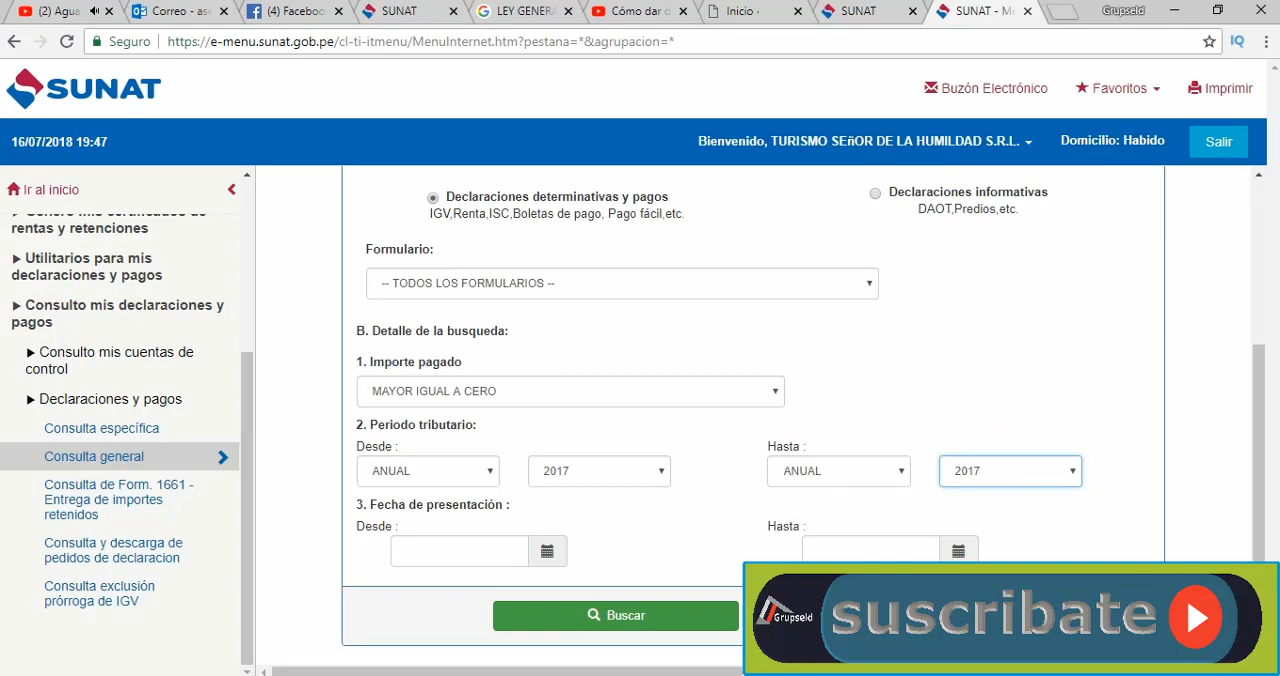 (2) Agua
Correo - ase
(4) Faceboo
SUNAT
LEY GENERA
Cómo dar d
Inicio -
SUNAT
SUNAT - Me
Grupseld
Seguro
https://e-menu.sunat.gob.pe/cl-ti-itmenu/MenuInternet.htm?pestana=*&agrupacion=*
IQ
SUNAT
Buzón Electrónico
Favoritos
Imprimir
16/07/2018 19:47
Bienvenido, TURISMO SEñOR DE LA HUMILDAD S.R.L.
Domicilio: Habido
Salir
Ir al inicio
rentas y retenciones
Utilitarios para mis
declaraciones y pagos
Consulto mis declaraciones y
pagos
Consulto mis cuentas de
control
Declaraciones y pagos
Consulta específica
Consulta general
Consulta de Form. 1661 -
Entrega de importes
retenidos
Consulta y descarga de
pedidos de declaracion
Consulta exclusión
prórroga de IGV
Declaraciones determinativas y pagos
IGV,Renta,ISC,Boletas de pago, Pago fácil,etc.
Declaraciones informativas
DAOT,Predios,etc.
Formulario:
-- TODOS LOS FORMULARIOS --
B. Detalle de la busqueda:
1. Importe pagado
MAYOR IGUAL A CERO
2. Periodo tributario:
Desde :
Hasta :
ANUAL
2017
ANUAL
2017
3. Fecha de presentación :
Desde :
Hasta :
Buscar
Grupseld
suscribate